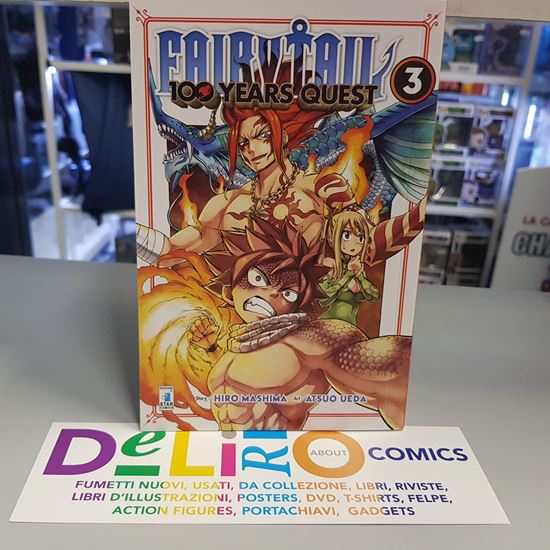 FAIRY TAIL
100 YEARS QUEST
3
Story HIRO MASHIMA Art ATSUO UEDA
STAR
COMICS
DeLiRiO ABOUT COMICS
FUMETTI NUOVI, USATI, DA COLLEZIONE, LIBRI, RIVISTE,
LIBRI D'ILLUSTRAZIONI, POSTERS, DVD, T-SHIRTS, FELPE,
ACTION FIGURES, PORTACHIAVI, GADGETS